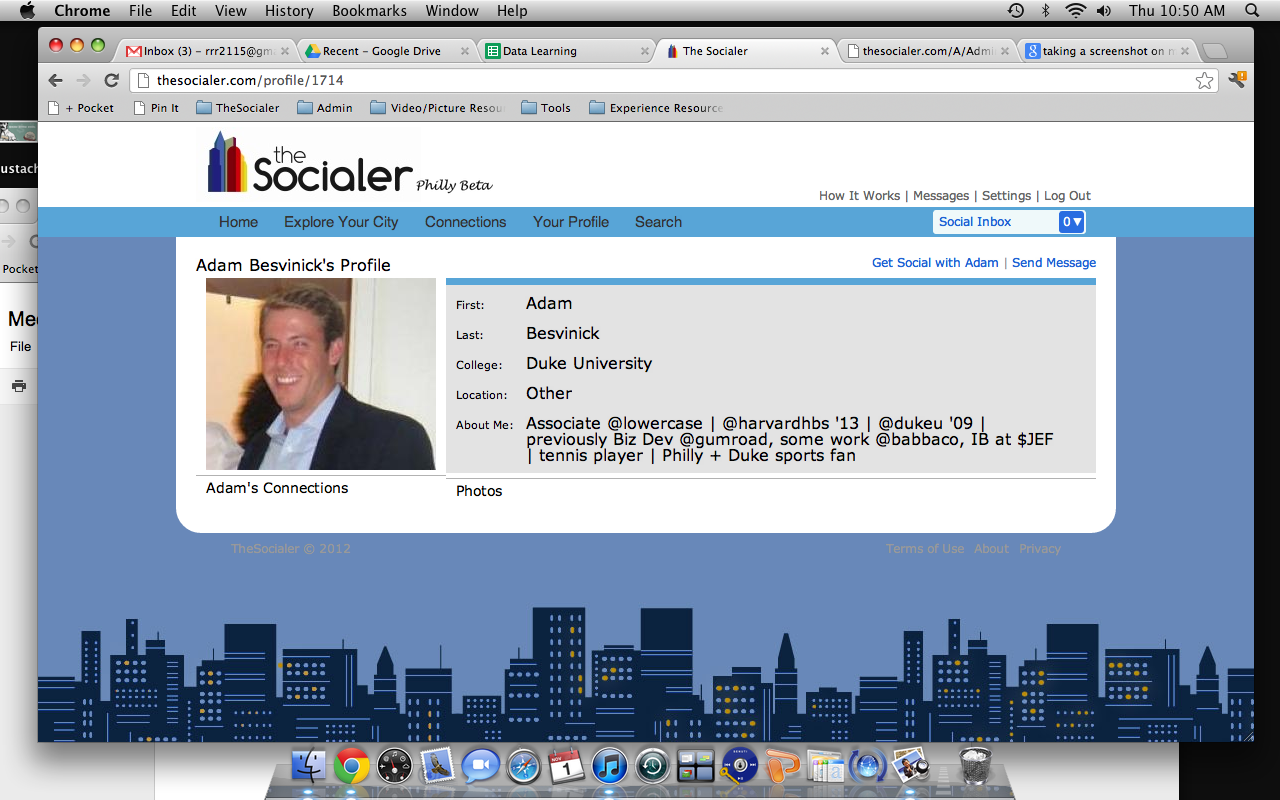 Chrome File Edit View History Bookmarks Window Help Thu 10:50 AM
Inbox (3) – rrr2115@gm Recent – Google Drive Data Learning The Socialer thesocialer.com/A/Admi taking a screenshot on
thesocialer.com/profile/1714
+ Pocket Pin It TheSocialer Admin Video/Picture Resou Tools Experience Resource
ustach
Pocket
Me
File
the
Socialer Philly Beta
How It Works | Messages | Settings | Log Out
Home Explore Your City Connections Your Profile Search Social Inbox 0▼
Adam Besvinick's Profile Get Social with Adam | Send Message
First: Adam
Last: Besvinick
College: Duke University
Location: Other
About Me: Associate @lowercase | @harvardhbs '13 | @dukeu '09 |
previously Biz Dev @gumroad, some work @babbaco, IB at $JEF
| tennis player | Philly + Duke sports fan
Adam's Connections
Photos
TheSocialer © 2012 Terms of Use About Privacy
NOV
1